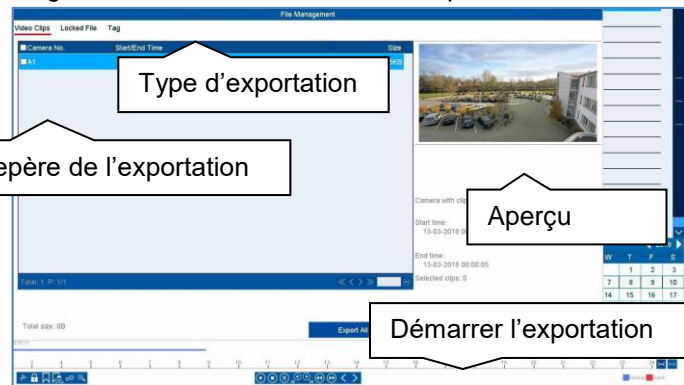 File Management
Video Clips Locked File Tag
Camera No. Start/End Time Size
A1
Type d’exportation
epère de l’exportation
Camera with clip
Aperçu
Start time:
13-03-2018
End time:
13-03-2018 00:00:05
Selected clips: 0
Total: 1 P: 1/1
W T F S
1 2 3
7 8 9 10
14 15 16 17
Total size: 0B
Export All
Démarrer l’exportation